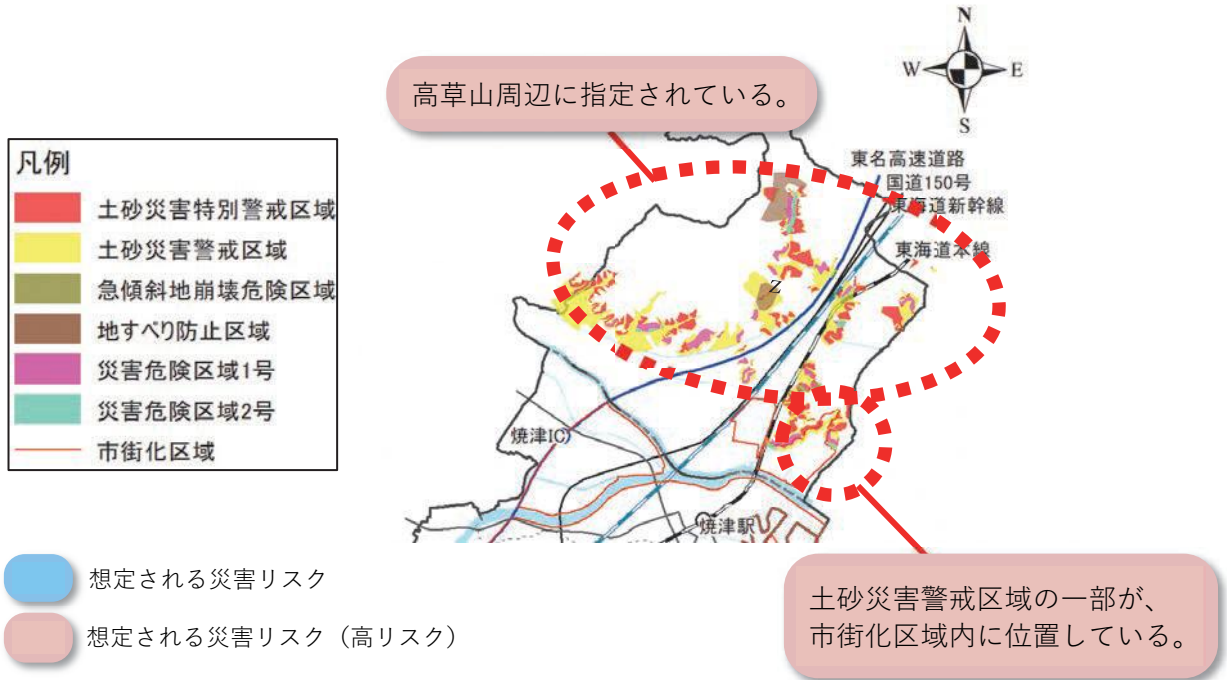 N
W E
S
高草山周辺に指定されている。
東名高速道路
国道150号
東海道新幹線
東海道本線
凡例
土砂災害特別警戒区域
土砂災害警戒区域
急傾斜地崩壊危険区域
地すべり防止区域
災害危険区域1号
災害危険区域2号
市街化区域
z
焼津IC
焼津駅
想定される災害リスク
想定される災害リスク（高リスク）
土砂災害警戒区域の一部が、
市街化区域内に位置している。